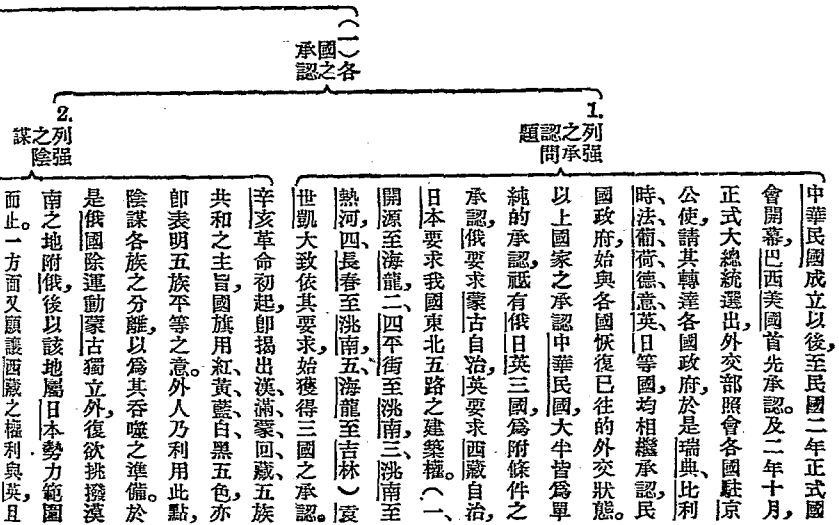 （一）各
國之
承認
1.
列强
之承
認問
題
中華民國成立以後，至民國二年正式國
會開幕，巴西美國首先承認。及二年十月，
正式大總統選出，外交部照會各國駐京
公使，請其轉達各國政府，於是瑞典、比利
時、法、葡、荷、德、意、英、日等國，均相繼承認，民
國政府，始與各國恢復已往的外交狀態。
以上國家之承認中華民國，大半皆爲單
純的承認，祗有俄日英三國，爲附條件之
承認，俄要求蒙古自治，英要求西藏自治，
日本要求我國東北五路之建築權。（一、
開源至海龍，二、四平街至洮南，三、洮南至
熱河，四、長春至洮南，五、海龍至吉林）袁
世凱大致依其要求，始獲得三國之承認。
2.
列强
之陰
謀
辛亥革命初起，卽揭出漢、滿、蒙、回、藏、五族
共和之主旨，國旗用紅、黃、藍、白、黑五色，亦
卽表明五族平等之意。外人乃利用此點，
陰謀各族之分離，以爲其吞噬之準備。於
是俄國除運動蒙古獨立外，復欲挑撥漠
南之地附俄，後以該地屬日本勢力範圍
而止。一方面又願讓西藏之權利與英，且